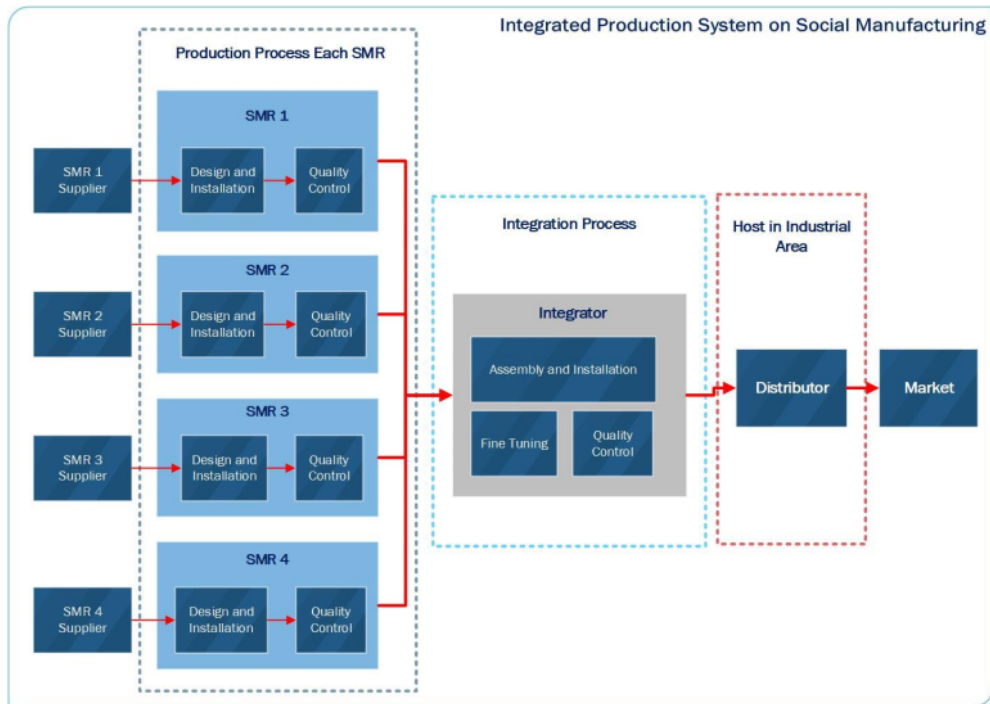 Integrated Production System on Social Manufacturing
Production Process Each SMR
SMR 1
SMR 1
Supplier
Design and
Installation
Quality
Control
SMR 2
SMR 2
Supplier
Design and
Installation
Quality
Control
SMR 3
SMR 3
Supplier
Design and
Installation
Quality
Control
SMR 4
SMR 4
Supplier
Design and
Installation
Quality
Control
Integration Process
Integrator
Assembly and Installation
Fine Tuning
Quality
Control
Host in Industrial
Area
Distributor
Market